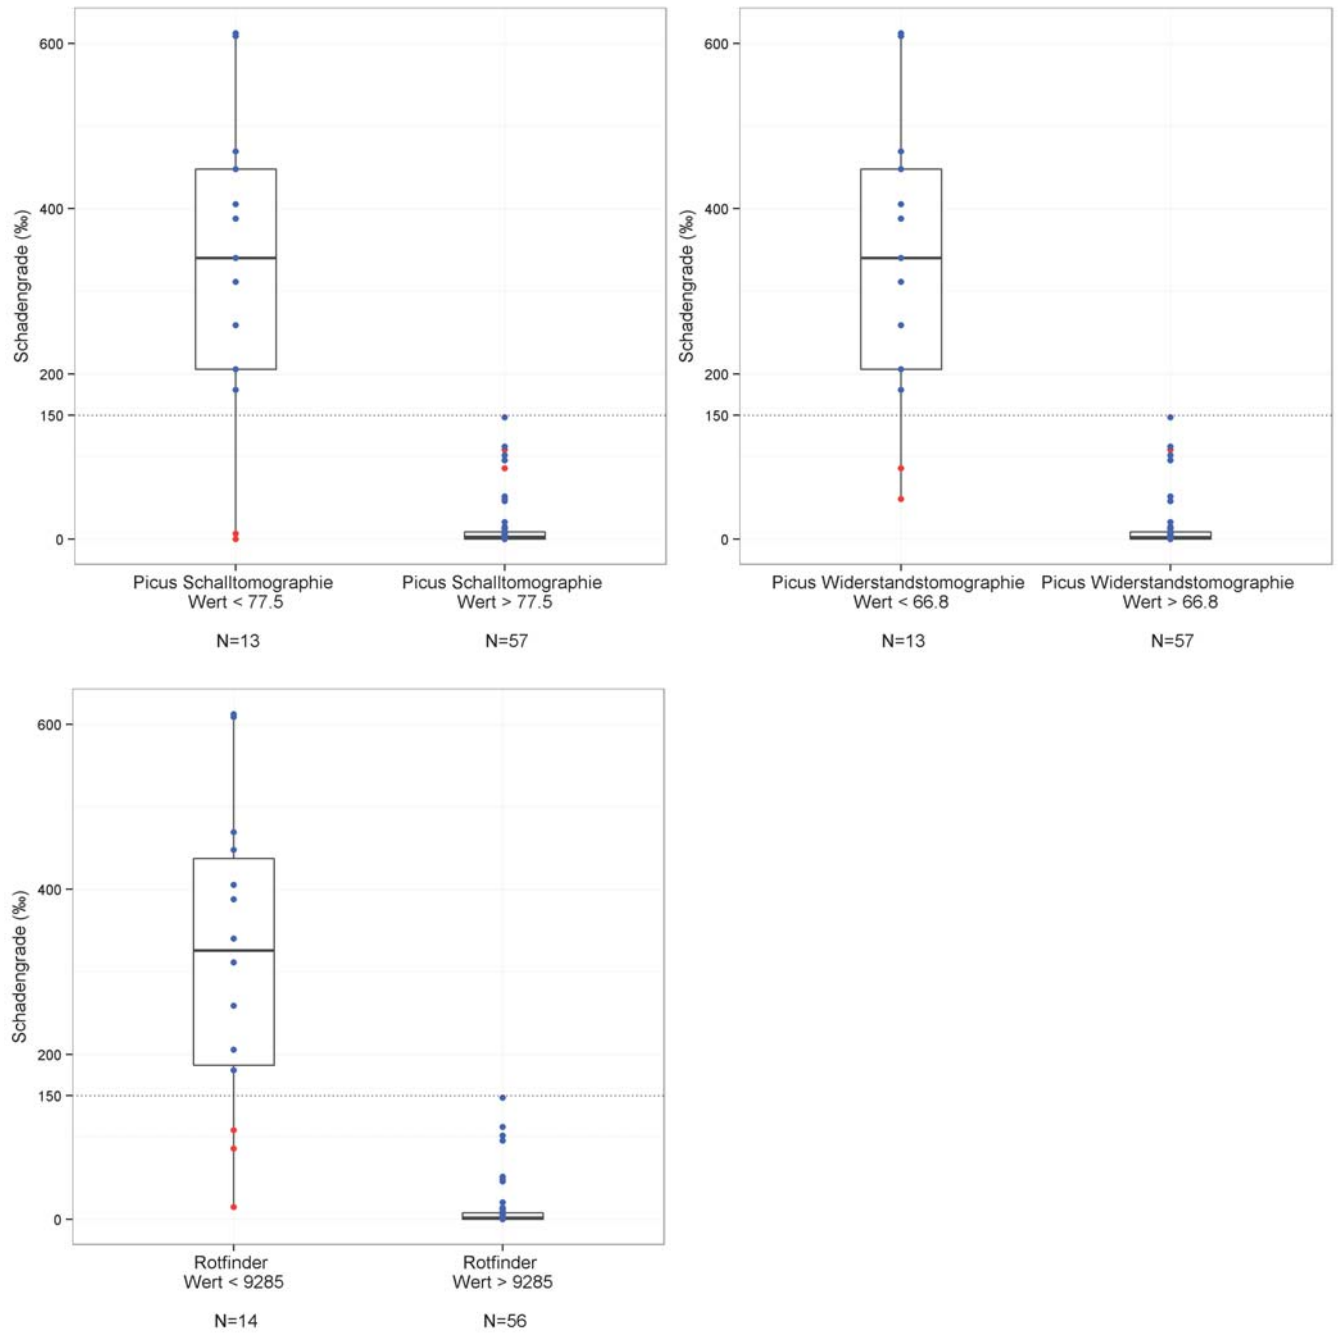 Schadengrade (‰)
600
400
200
150
0
Picus Schalltomographie
Wert < 77.5
N=13
Picus Schalltomographie
Wert > 77.5
N=57
Schadengrade (‰)
600
400
200
150
0
Picus Widerstandstomographie
Wert < 66.8
N=13
Picus Widerstandstomographie
Wert > 66.8
N=57
Schadengrade (‰)
600
400
200
150
0
Rotfinder
Wert < 9285
N=14
Rotfinder
Wert > 9285
N=56